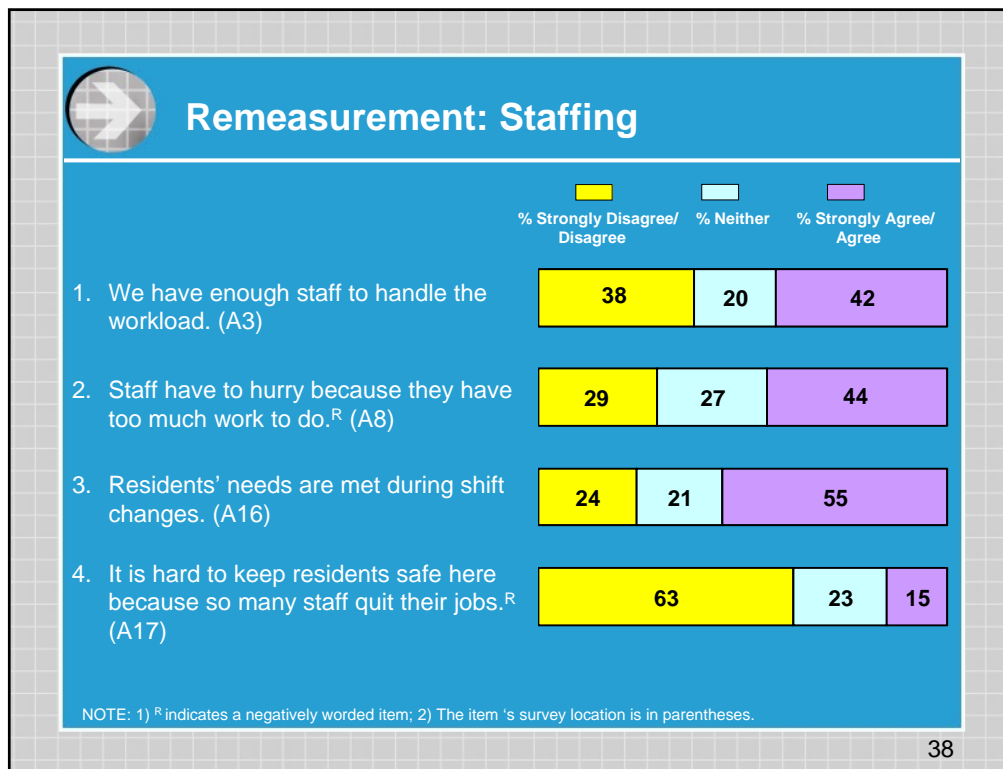 Remeasurement: Staffing
% Strongly Disagree/
Disagree
% Neither
% Strongly Agree/
Agree
1. We have enough staff to handle the
workload. (A3)
38 20 42
2. Staff have to hurry because they have
too much work to do.ᴿ (A8)
29 27 44
3. Residents’ needs are met during shift
changes. (A16)
24 21 55
4. It is hard to keep residents safe here
because so many staff quit their jobs.ᴿ
(A17)
63 23 15
NOTE: 1) ᴿ indicates a negatively worded item; 2) The item ‘s survey location is in parentheses.
38